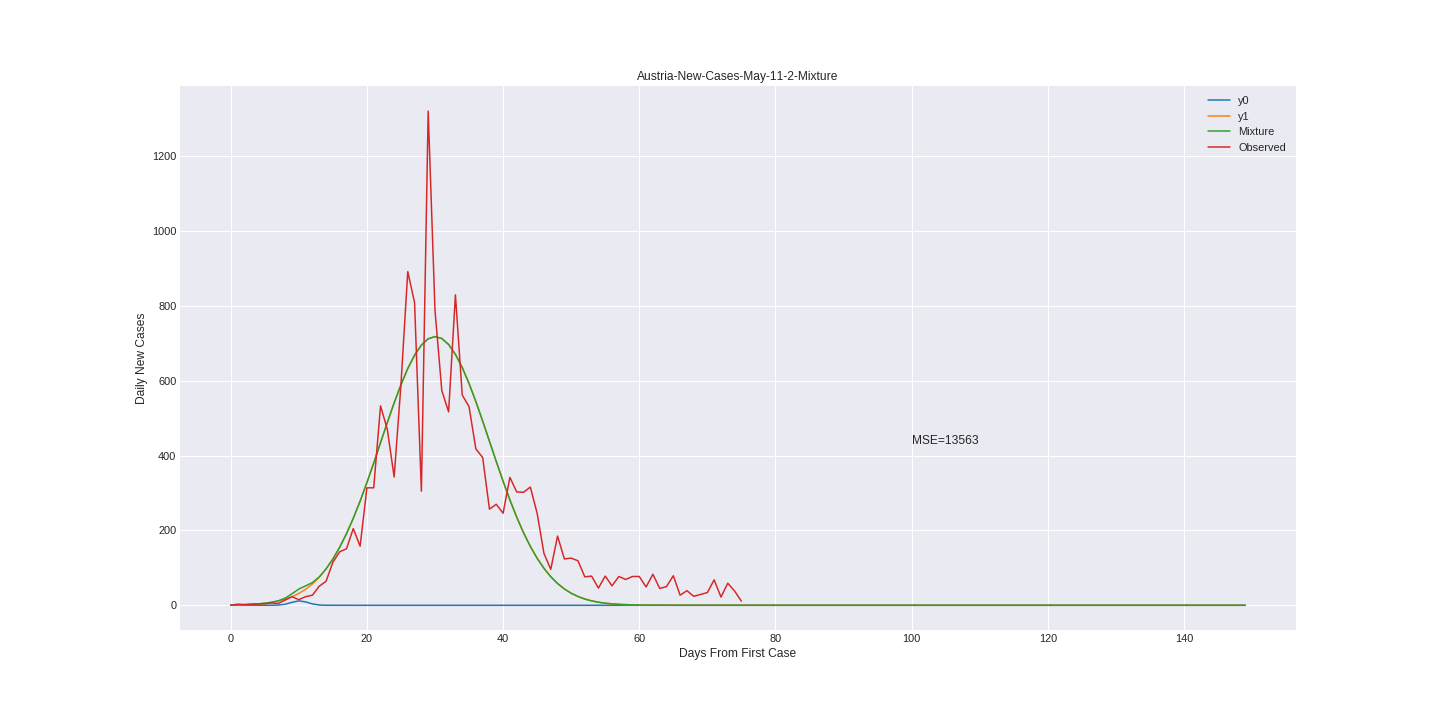 Austria-New-Cases-May-11-2-Mixture
y0
y1
Mixture
Observed
1200
1000
800
600
400
200
0
Daily New Cases
MSE=13563
0 20 40 60 80 100 120 140
Days From First Case